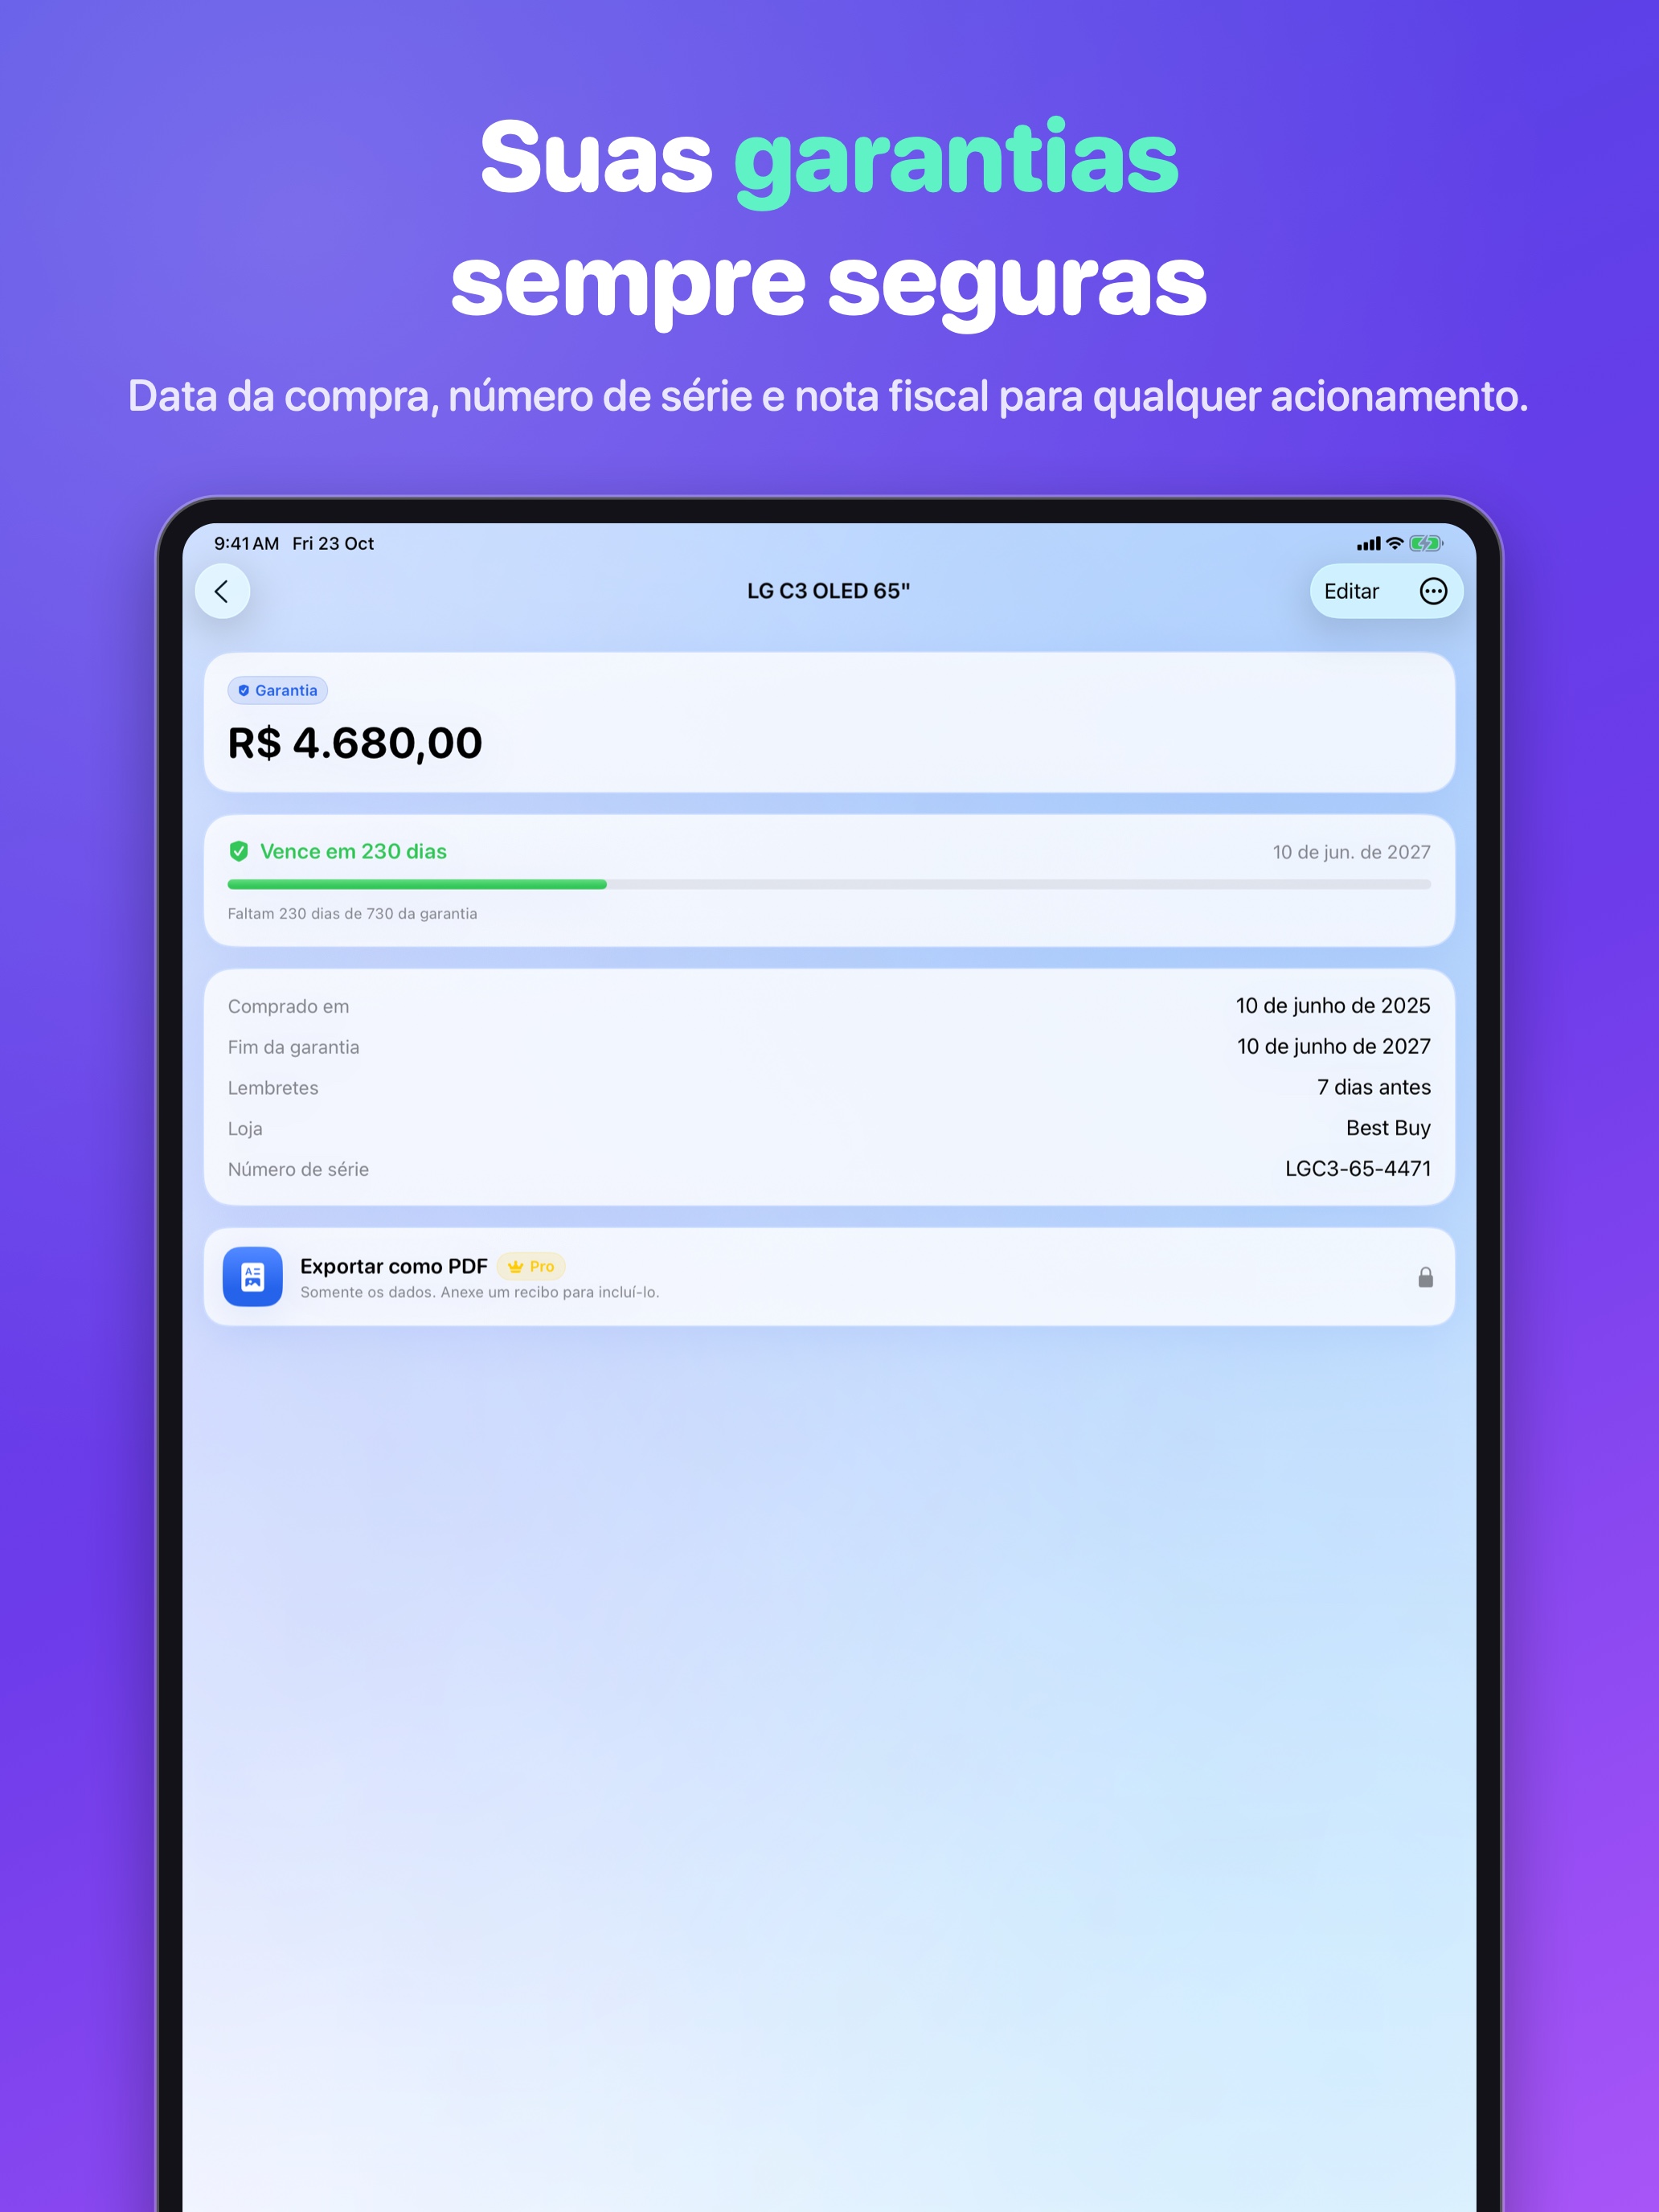 Suas garantias
sempre seguras
Data da compra, número de série e nota fiscal para qualquer acionamento.
9:41 AM Fri 23 Oct
LG C3 OLED 65"
Editar
Garantia
R$ 4.680,00
Vence em 230 dias
10 de jun. de 2027
Faltam 230 dias de 730 da garantia
Comprado em
10 de junho de 2025
Fim da garantia
10 de junho de 2027
Lembretes
7 dias antes
Loja
Best Buy
Número de série
LGC3-65-4471
Exportar como PDF Pro
Somente os dados. Anexe um recibo para incluí-lo.